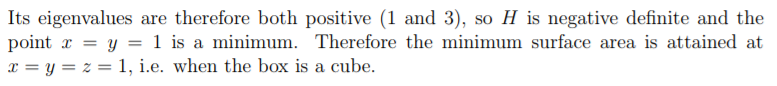 Its eigenvalues are therefore both positive (1 and 3), so H is negative definite and the
point x = y = 1 is a minimum. Therefore the minimum surface area is attained at
x = y = z = 1, i.e. when the box is a cube.